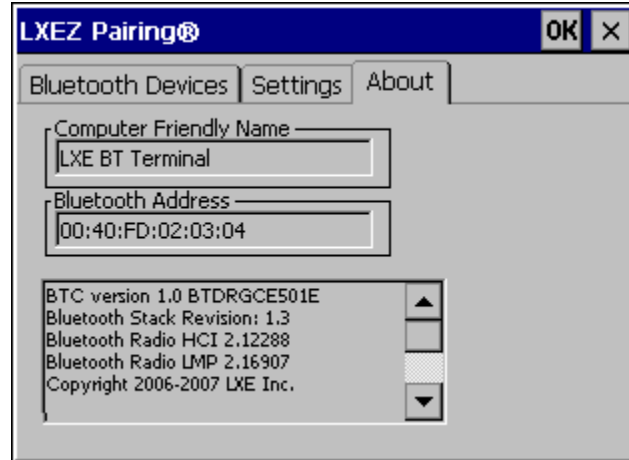 LXEZ Pairing®
OK
Bluetooth Devices
Settings
About
Computer Friendly Name
LXE BT Terminal
Bluetooth Address
00:40:FD:02:03:04
BTC version 1.0 BTDRGCE501E
Bluetooth Stack Revision: 1.3
Bluetooth Radio HCI 2.12288
Bluetooth Radio LMP 2.16907
Copyright 2006-2007 LXE Inc.